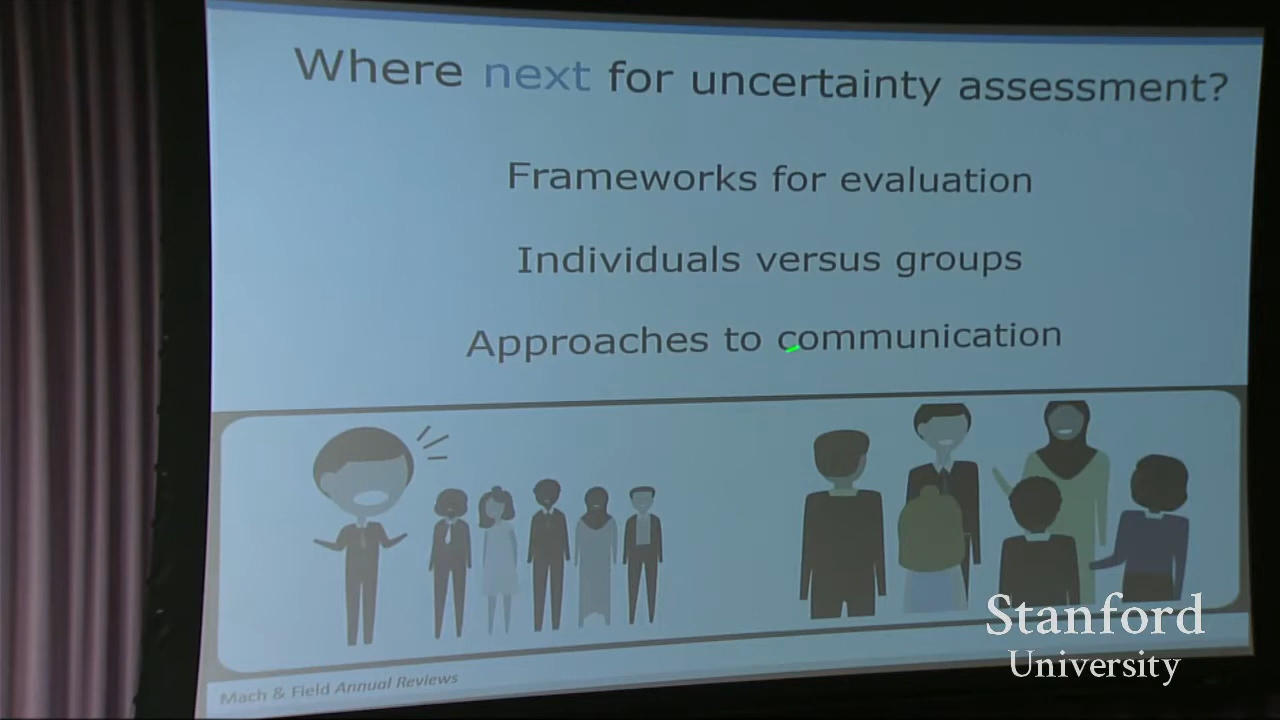 Where next for uncertainty assessment?
Frameworks for evaluation
Individuals versus groups
Approaches to communication
Mach & Field Annual Reviews
Stanford
University